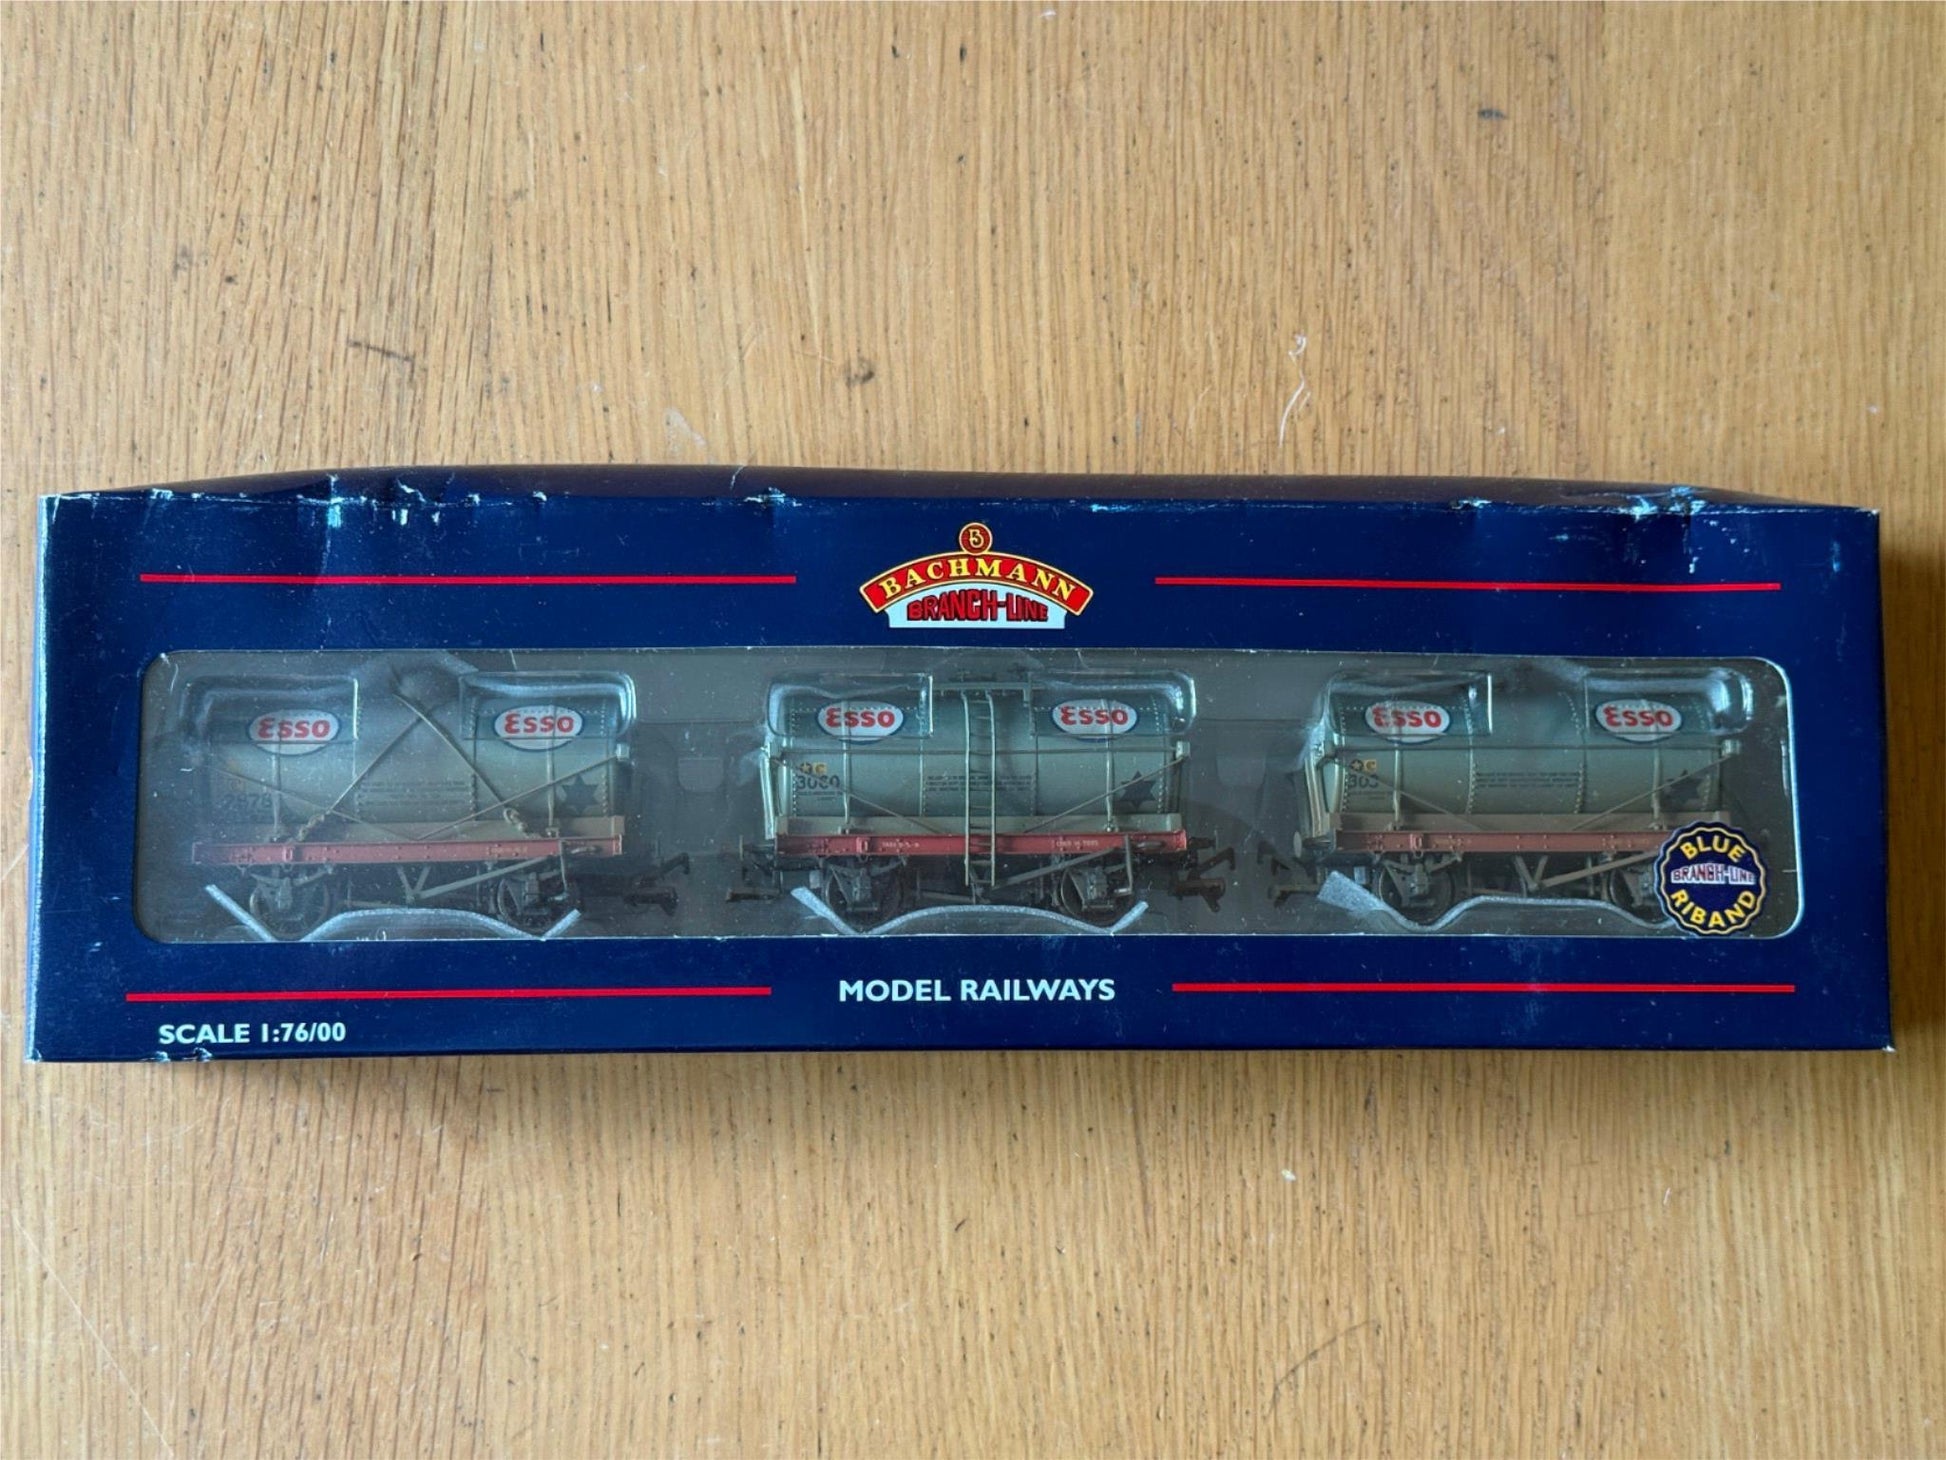 B
BACHMANN
BRANCH-LINE
Esso
Esso
Esso
Esso
Esso
Esso
3060
BLUE
BRANCH-LINE
RIBAND
MODEL RAILWAYS
SCALE 1:76/00